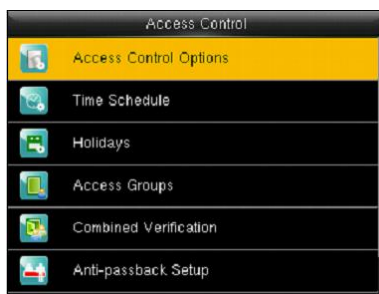 Access Control
Access Control Options
Time Schedule
Holidays
Access Groups
Combined Verification
Anti-passback Setup